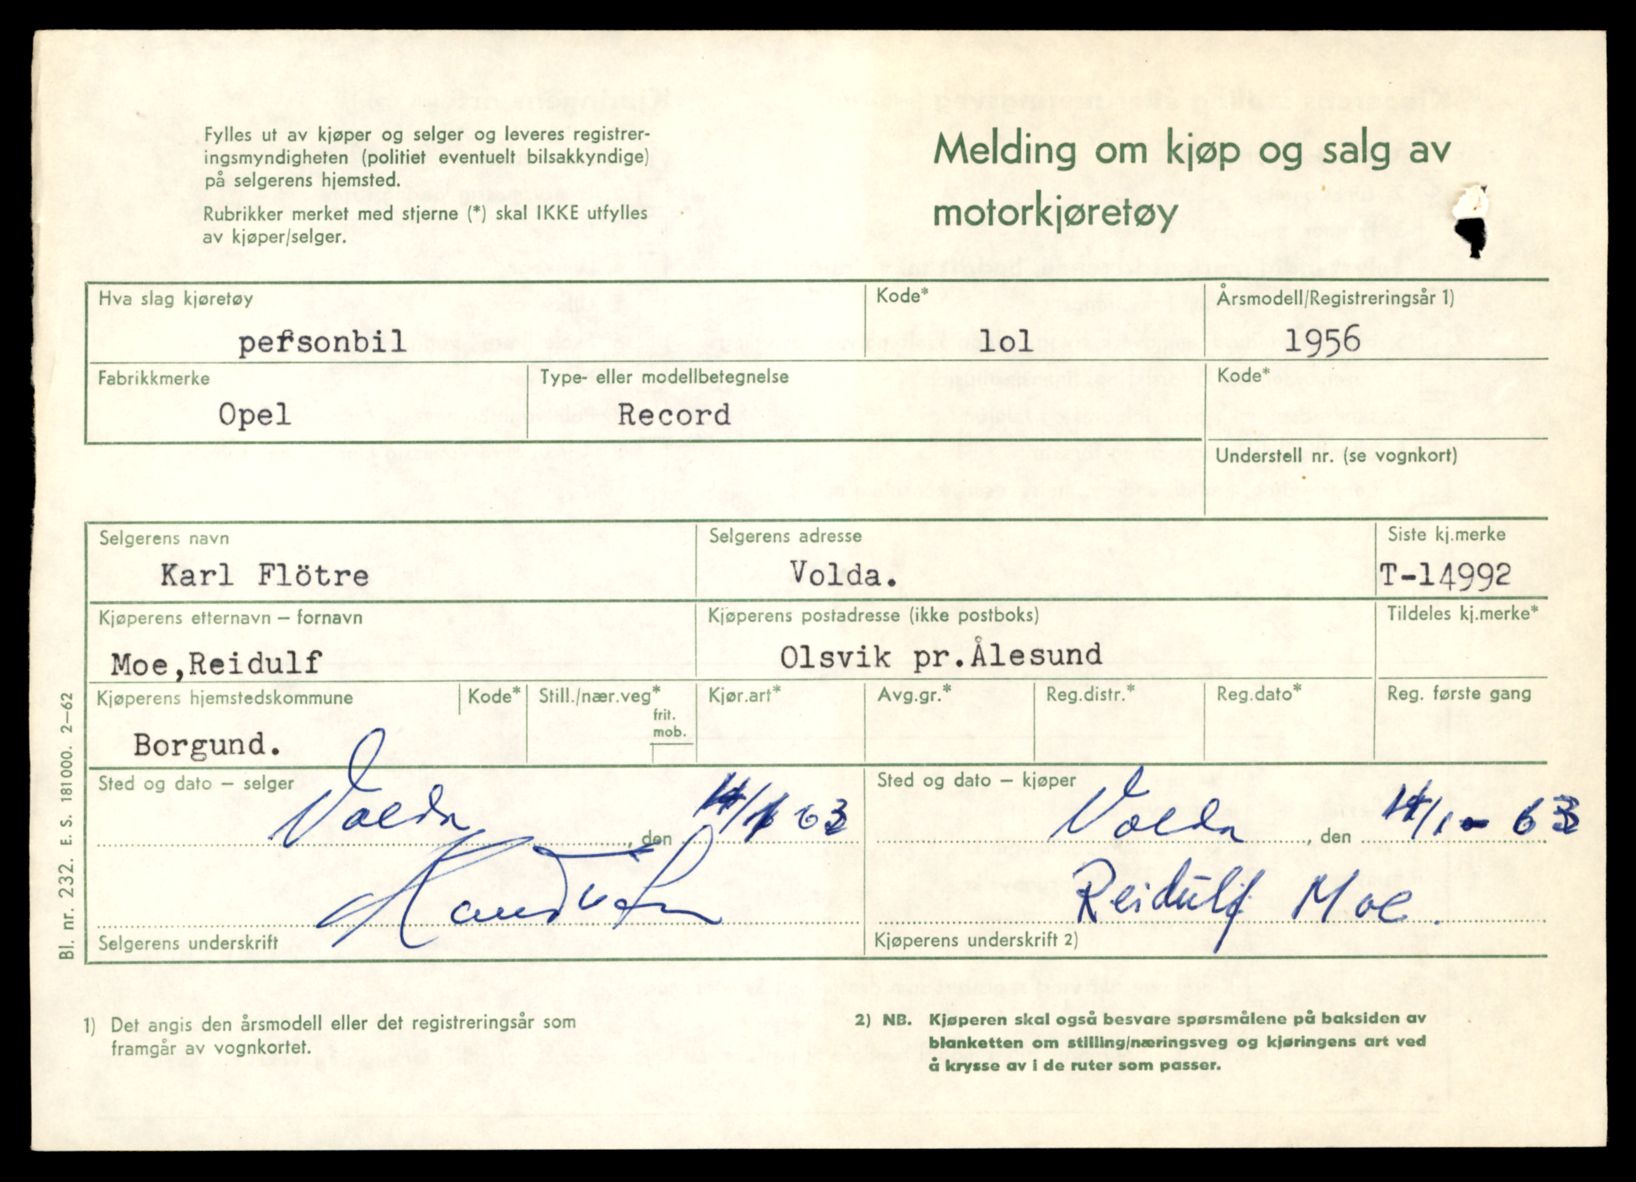 Fylles ut av kjøper og selger og leveres registrer-
ingsmyndigheten (politiet eventuelt bilsakkyndige)
på selgerens hjemsted.
Rubrikker merket med stjerne (*) skal IKKE utfylles
av kjøper/selger.
Melding om kjøp og salg av
motorkjøretøy
Hva slag kjøretøy
personbil
Kode*
lol
Årsmodell/Registreringsår 1)
1956
Fabrikkmerke
Opel
Type- eller modellbetegnelse
Record
Kode*
Understell nr. (se vognkort)
Selgerens navn
Karl Flötre
Selgerens adresse
Volda.
Siste kj.merke
T-14992
Kjøperens etternavn – fornavn
Moe,Reidulf
Kjøperens postadresse (ikke postboks)
Olsvik pr.Ålesund
Tildeles kj.merke*
Kjøperens hjemstedskommune
Borgund.
Kode*
Still./nær.veg*
frit.
mob.
Kjør.art*
Avg.gr.*
Reg.distr.*
Reg.dato*
Reg. første gang
Sted og dato – selger
Volda, den 14/1 63
Selgerens underskrift
Sted og dato – kjøper
Volda, den 14/1 - 63
Reidulf Moe.
Kjøperens underskrift 2)
Bl. nr. 232. E. S. 181000. 2–62
1) Det angis den årsmodell eller det registreringsår som
framgår av vognkortet.
2) NB. Kjøperen skal også besvare spørsmålene på baksiden av
blanketten om stilling/næringsveg og kjøringens art ved
å krysse av i de ruter som passer.